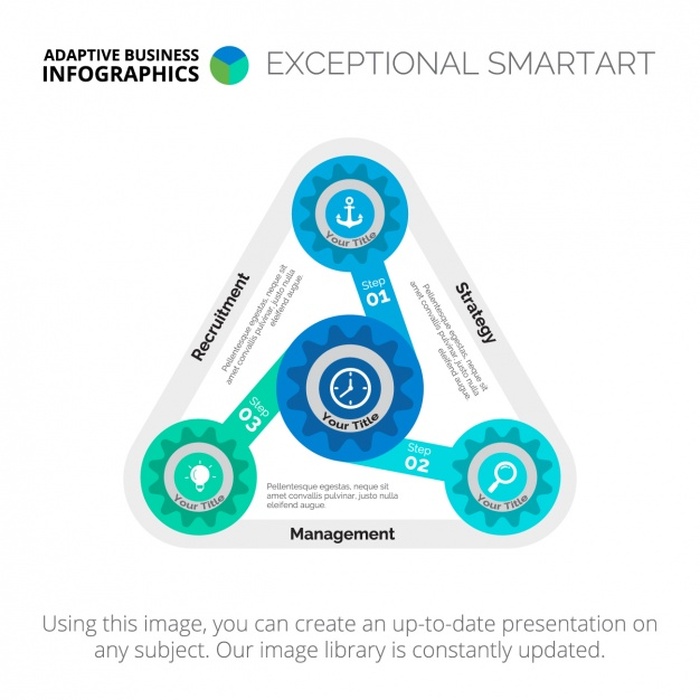 ADAPTIVE BUSINESS
INFOGRAPHICS
EXCEPTIONAL SMARTART
Your Title
Step
01
Recruitment
Pellentesque egestas, neque sit
amet convallis pulvinar, justo nulla
eleifend augue.
Strategy
Pellentesque egestas, neque sit
amet convallis pulvinar, justo nulla
eleifend augue.
Your Title
Step
03
Step
02
Your Title
Your Title
Pellentesque egestas, neque sit
amet convallis pulvinar, justo nulla
eleifend augue.
Management
Using this image, you can create an up-to-date presentation on
any subject. Our image library is constantly updated.